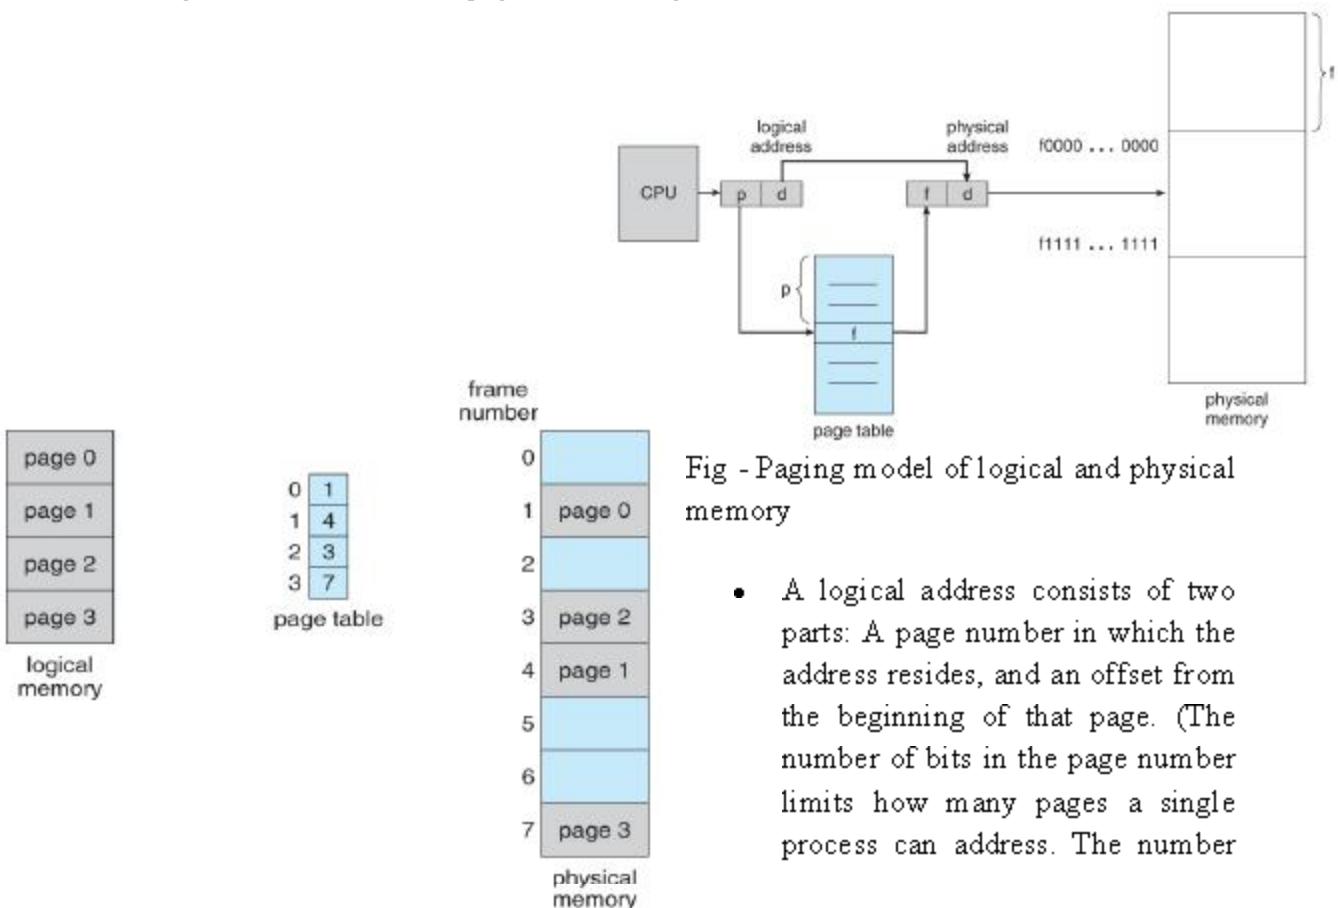 logical
address
physical
address
f0000 ... 0000
f
CPU
p d
f d
f1111 ... 1111
p
f
page table
physical
memory
frame
number
page 0
page 1
page 2
page 3
logical
memory
0 1
1 4
2 3
3 7
page table
0
1 page 0
2
3 page 2
4 page 1
5
6
7 page 3
physical
memory
Fig - Paging model of logical and physical
memory
• A logical address consists of two
parts: A page number in which the
address resides, and an offset from
the beginning of that page. (The
number of bits in the page number
limits how many pages a single
process can address. The number